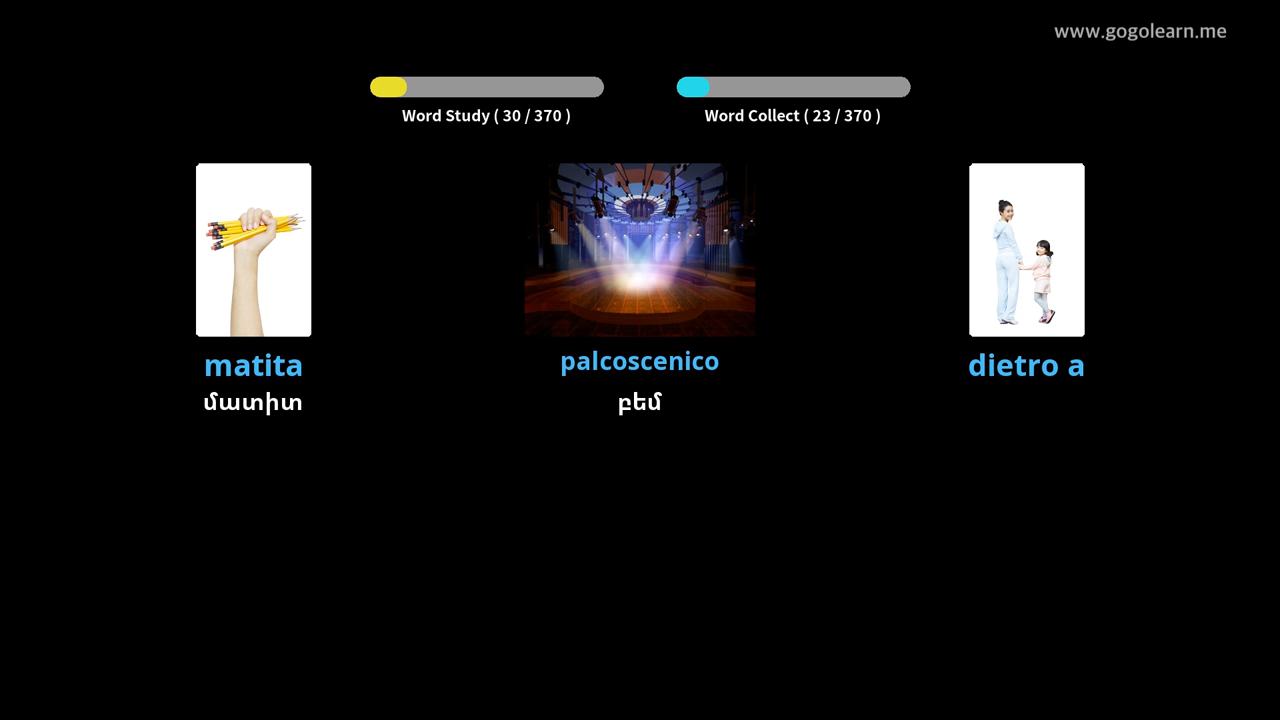 www.gogolearn.me
Word Study ( 30 / 370 )
Word Collect ( 23 / 370 )
matita
palcoscenico
dietro a
մատիտ
բեմ